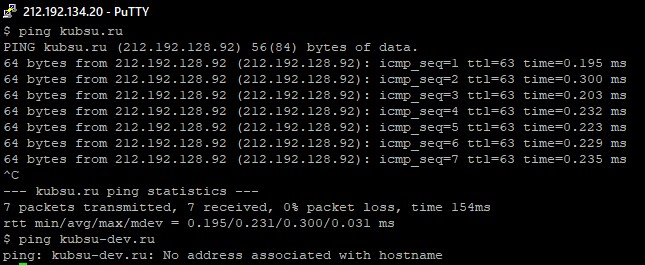 212.192.134.20 - PuTTY
$ ping kubsu.ru
PING kubsu.ru (212.192.128.92) 56(84) bytes of data.
64 bytes from 212.192.128.92 (212.192.128.92): icmp_seq=1 ttl=63 time=0.195 ms
64 bytes from 212.192.128.92 (212.192.128.92): icmp_seq=2 ttl=63 time=0.300 ms
64 bytes from 212.192.128.92 (212.192.128.92): icmp_seq=3 ttl=63 time=0.203 ms
64 bytes from 212.192.128.92 (212.192.128.92): icmp_seq=4 ttl=63 time=0.232 ms
64 bytes from 212.192.128.92 (212.192.128.92): icmp_seq=5 ttl=63 time=0.223 ms
64 bytes from 212.192.128.92 (212.192.128.92): icmp_seq=6 ttl=63 time=0.229 ms
64 bytes from 212.192.128.92 (212.192.128.92): icmp_seq=7 ttl=63 time=0.235 ms
^C
--- kubsu.ru ping statistics ---
7 packets transmitted, 7 received, 0% packet loss, time 154ms
rtt min/avg/max/mdev = 0.195/0.231/0.300/0.031 ms
$ ping kubsu-dev.ru
ping: kubsu-dev.ru: No address associated with hostname